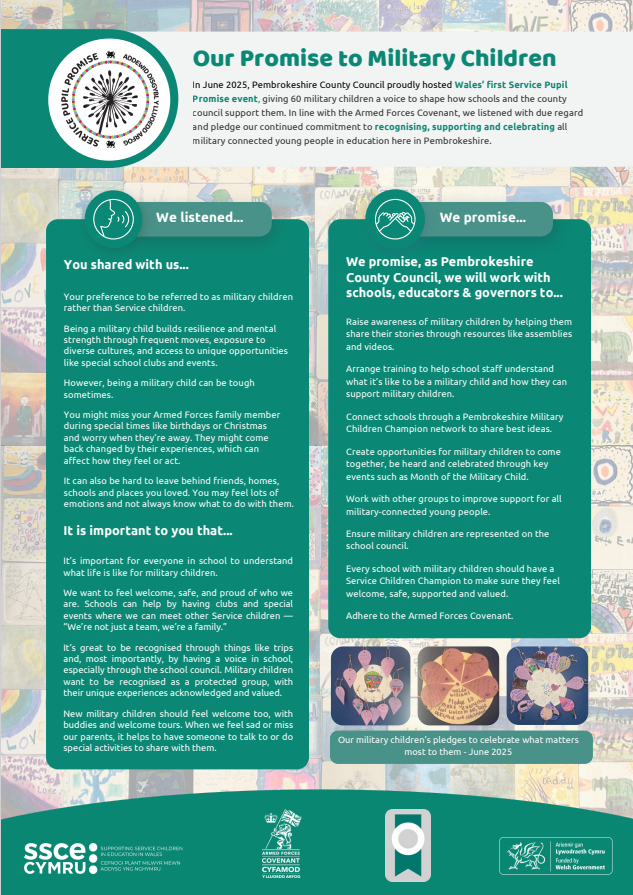 SERVICE PUPIL PROMISE
ADDEWID DISGYBL Y LLUOEDD ARFOG
Our Promise to Military Children
In June 2025, Pembrokeshire County Council proudly hosted Wales' first Service Pupil
Promise event, giving 60 military children a voice to shape how schools and the county
council support them. In line with the Armed Forces Covenant, we listened with due regard
and pledge our continued commitment to recognising, supporting and celebrating all
military connected young people in education here in Pembrokeshire.
We listened...
You shared with us...
Your preference to be referred to as military children
rather than Service children.
Being a military child builds resilience and mental
strength through frequent moves, exposure to
diverse cultures, and access to unique opportunities
like special school clubs and events.
However, being a military child can be tough
sometimes.
You might miss your Armed Forces family member
during special times like birthdays or Christmas
and worry when they're away. They might come
back changed by their experiences, which can
affect how they feel or act.
It can also be hard to leave behind friends, homes,
schools and places you loved. You may feel lots of
emotions and not always know what to do with them.
It is important to you that...
It's important for everyone in school to understand
what life is like for military children.
We want to feel welcome, safe, and proud of who we
are. Schools can help by having clubs and special
events where we can meet other Service children —
"We're not just a team, we're a family."
It's great to be recognised through things like trips
and, most importantly, by having a voice in school,
especially through the school council. Military children
want to be recognised as a protected group, with
their unique experiences acknowledged and valued.
New military children should feel welcome too, with
buddies and welcome tours. When we feel sad or miss
our parents, it helps to have someone to talk to or do
special activities to share with them.
We promise...
We promise, as Pembrokeshire
County Council, we will work with
schools, educators & governors to...
Raise awareness of military children by helping them
share their stories through resources like assemblies
and videos.
Arrange training to help school staff understand
what it's like to be a military child and how they can
support military children.
Connect schools through a Pembrokeshire Military
Children Champion network to share best ideas.
Create opportunities for military children to come
together, be heard and celebrated through key
events such as Month of the Military Child.
Work with other groups to improve support for all
military-connected young people.
Ensure military children are represented on the
school council.
Every school with military children should have a
Service Children Champion to make sure they feel
welcome, safe, supported and valued.
Adhere to the Armed Forces Covenant.
Our military children's pledges to celebrate what matters
most to them - June 2025
ssce
CYMRU
SUPPORTING SERVICE CHILDREN
IN EDUCATION IN WALES
CEFNOGI PLANT MILWYR MEWN
ADDYSG YNG NGHYMRU
ARMED FORCES
COVENANT
CYFAMOD
Y LLUOEDD ARFOG
Ariennir gan
Lywodraeth Cymru
Funded by
Welsh Government